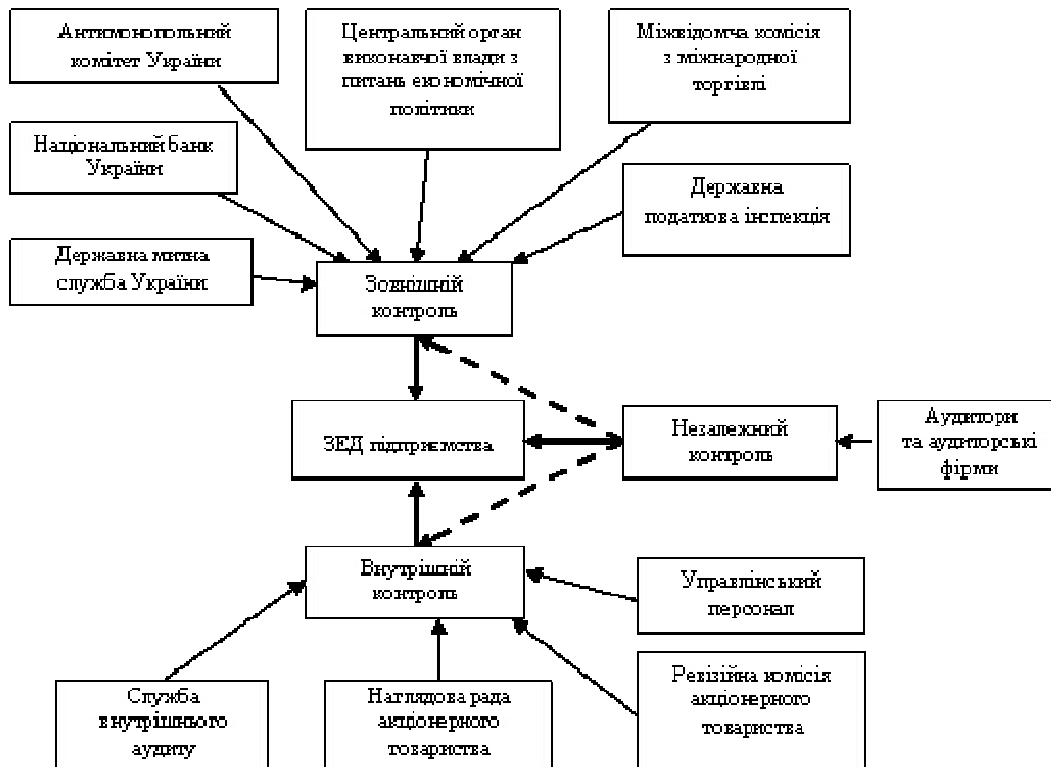 Антимонопольний
комітет України
Центральний орган
виконавчої влади з
питань економічної
політики
Міжвідомча комісія
з міжнародної
торгівлі
Національний банк
України
Державна
податкова інспекція
Державна митна
служба України
Зовнішній
контроль
ЗЕД підприємства
Незалежний
контроль
Аудитори
та аудиторські
фірми
Внутрішній
контроль
Управлінський
персонал
Служба
внутрішнього
аудиту
Наглядова рада
акціонерного
товариства
Ревізійна комісія
акціонерного
товариства